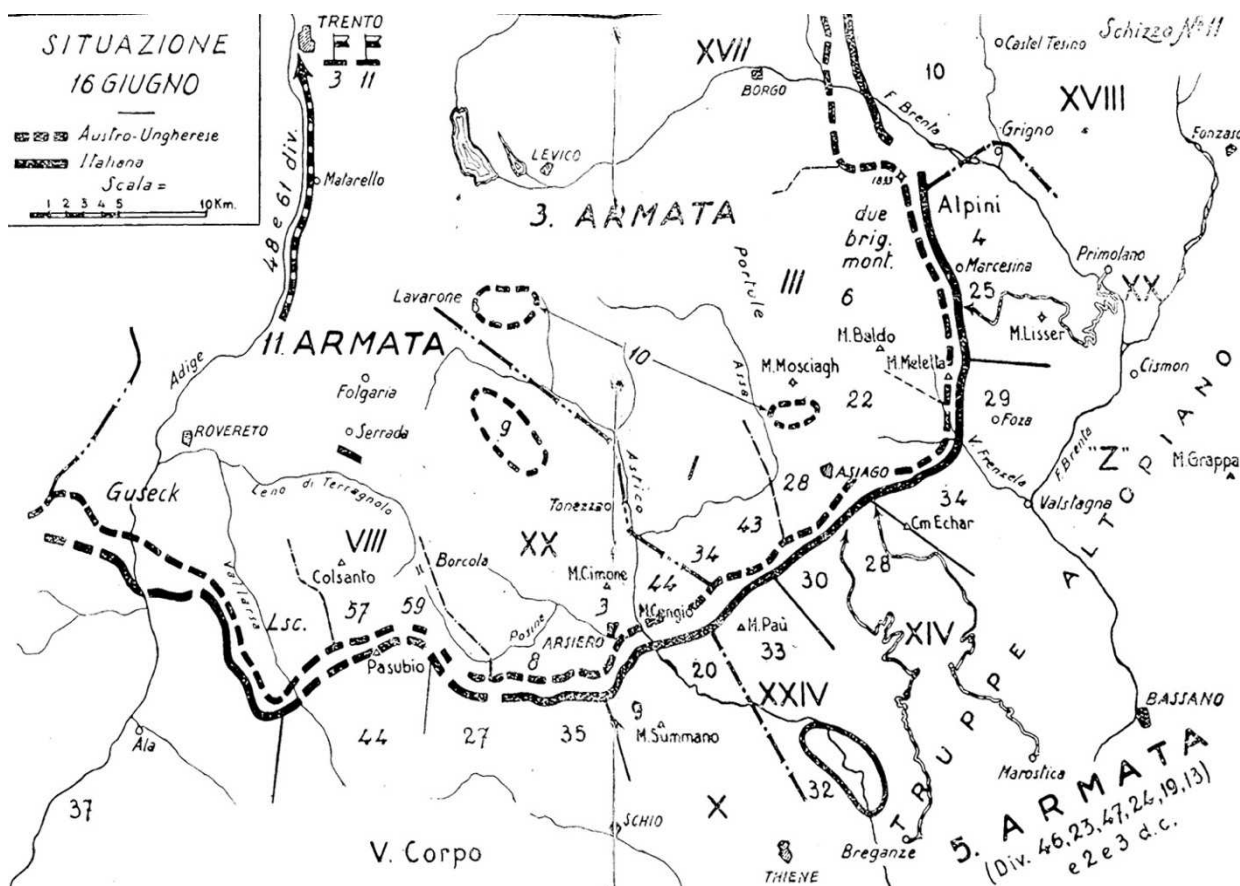 SITUAZIONE
16 GIUGNO
Austro-Ungherese
Italiana
Scala =
1 2 3 4 5 10 Km.
TRENTO
3 11
48 e 61 div.
Matarello
LEVICO
XVII
BORGO
F. Brenta
10
Castel Tesino
Schizzo Nº 11
XVIII
Grigno
Fonzaso
3. ARMATA
1835
Alpini
due
brig.
mont.
4
Marcesina
Primolano
XX
25
M. Lisser
Cismon
Portule
III
6
M. Baldo
M. Meletta
M. Mosciagh
22
29
Foza
Lavarone
10
Assa
11. ARMATA
Adige
Folgaria
Serrada
ROVERETO
9
Astico
I
28
ASIAGO
V. Frenzela
F. Brenta
"Z"
M. Grappa
Valstagna
34
Cm Echar
Guseck
Leno di Terragnolo
Tonezzao
43
34
30
28
VIII
XX
Colsanto
Borcola
M. Cimone
44
M. Cengio
3
Vallarsa
Lsc.
57
59
Posina
ARSIERO
8
Pasubio
M. Paù
33
XIV
20
XXIV
44
27
35
9
M. Summano
32
Ala
37
V. Corpo
SCHIO
X
THIENE
Breganze
Marostica
BASSANO
TRUPPE
ALTOPIANO
5. ARMATA
(Div. 46, 23, 47, 24, 19, 13)
e 2 e 3 d.c.